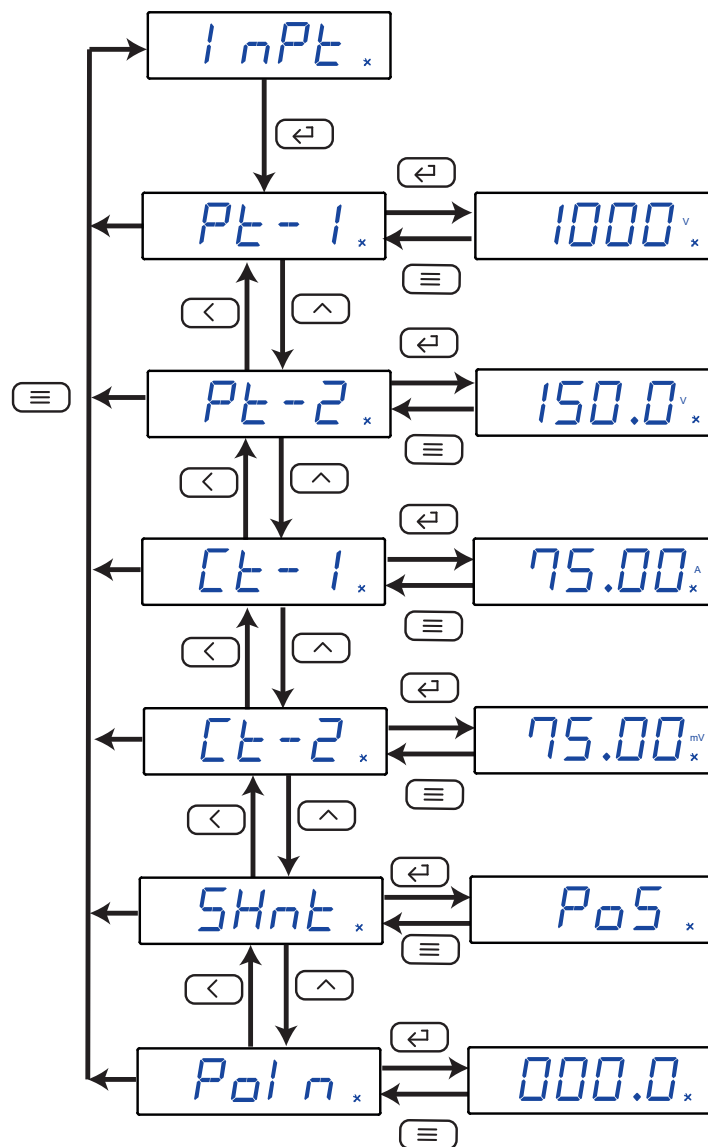 InPt
Pt-1
1000 V
Pt-2
150.0 V
Ct-1
75.00 A
Ct-2
75.00 mV
SHnt
PoS
PoIn
000.0